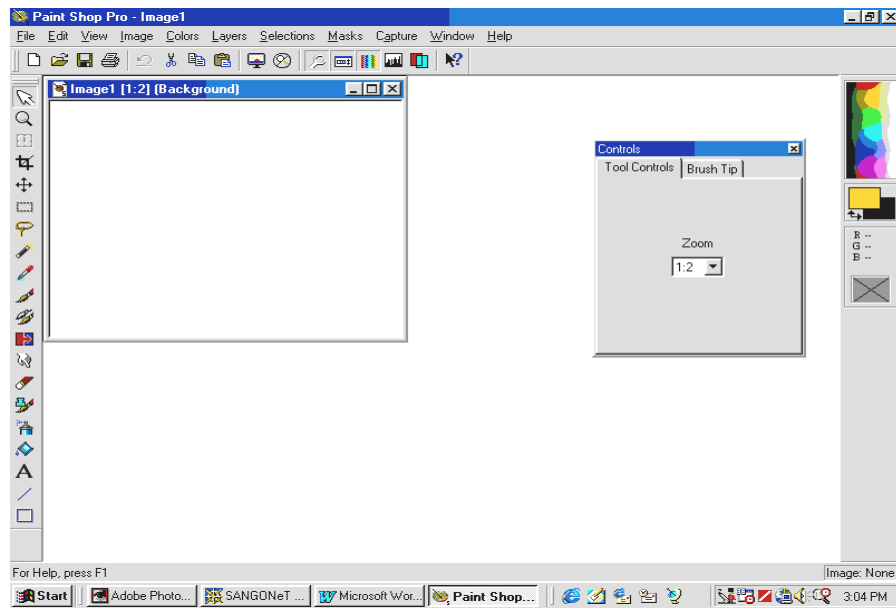 Paint Shop Pro - Image1
File Edit View Image Colors Layers Selections Masks Capture Window Help
Image1 [1:2] (Background)
Controls
Tool Controls Brush Tip
Zoom
1:2
R --
G --
B --
A
For Help, press F1
Image: None
Start Adobe Photo... SANGONeT ... Microsoft Wor... Paint Shop... 3:04 PM